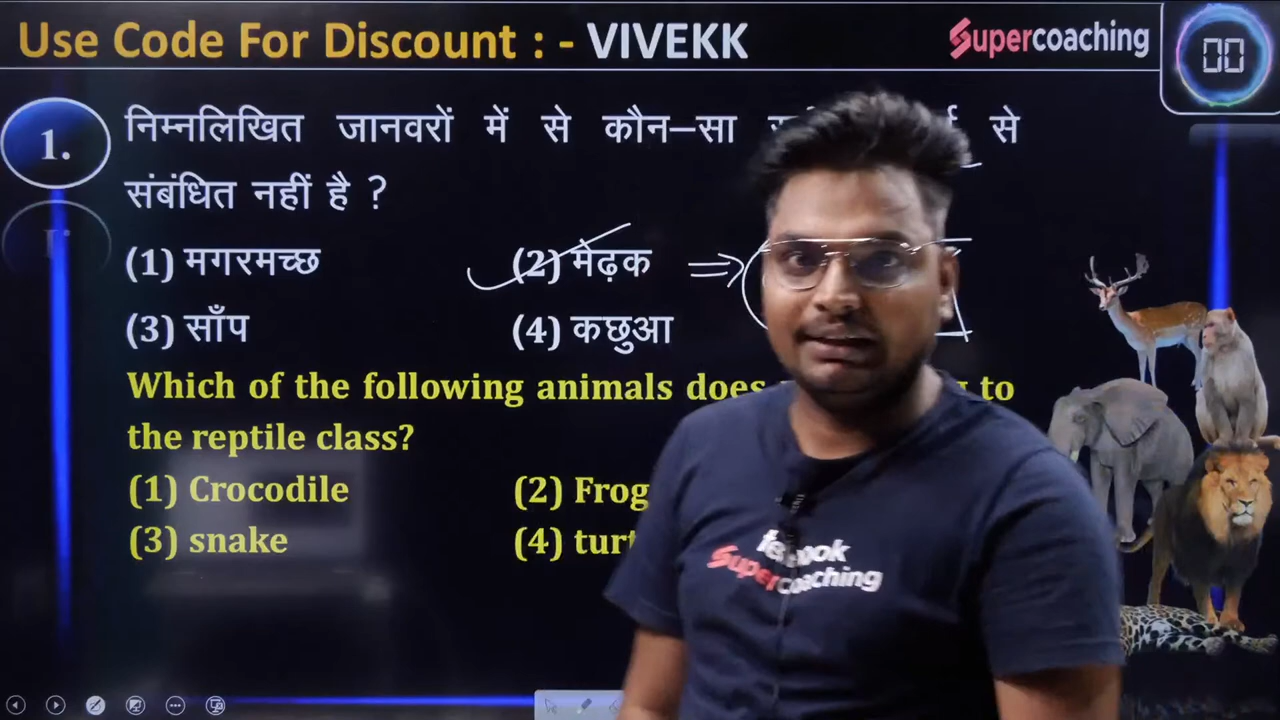 Use Code For Discount : - VIVEKK
Supercoaching
00
1.
निम्नलिखित जानवरों में से कौन–सा से
संबंधित नहीं है ?
(1) मगरमच्छ (2) मेढ़क
(3) साँप (4) कछुआ
Which of the following animals does to
the reptile class?
(1) Crocodile (2) Frog
(3) snake (4)
Supercoaching